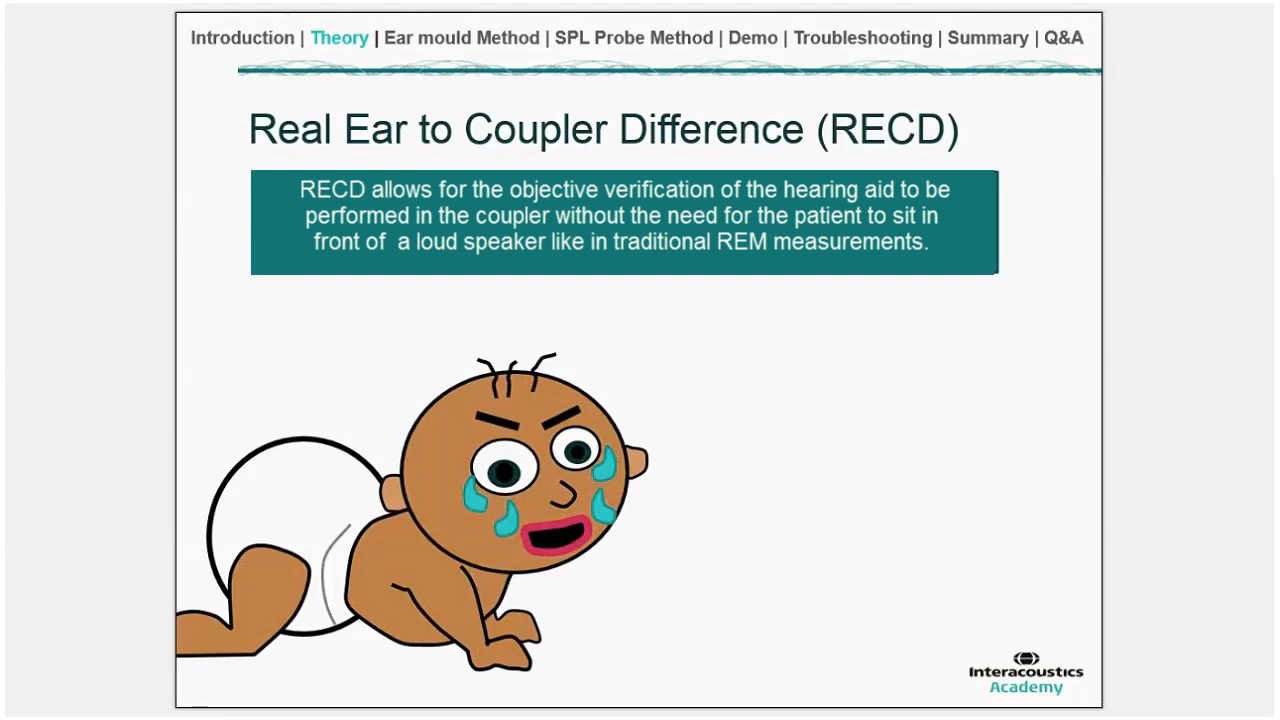 Introduction | Theory | Ear mould Method | SPL Probe Method | Demo | Troubleshooting | Summary | Q&A
Real Ear to Coupler Difference (RECD)
RECD allows for the objective verification of the hearing aid to be
performed in the coupler without the need for the patient to sit in
front of a loud speaker like in traditional REM measurements.
Interacoustics
Academy